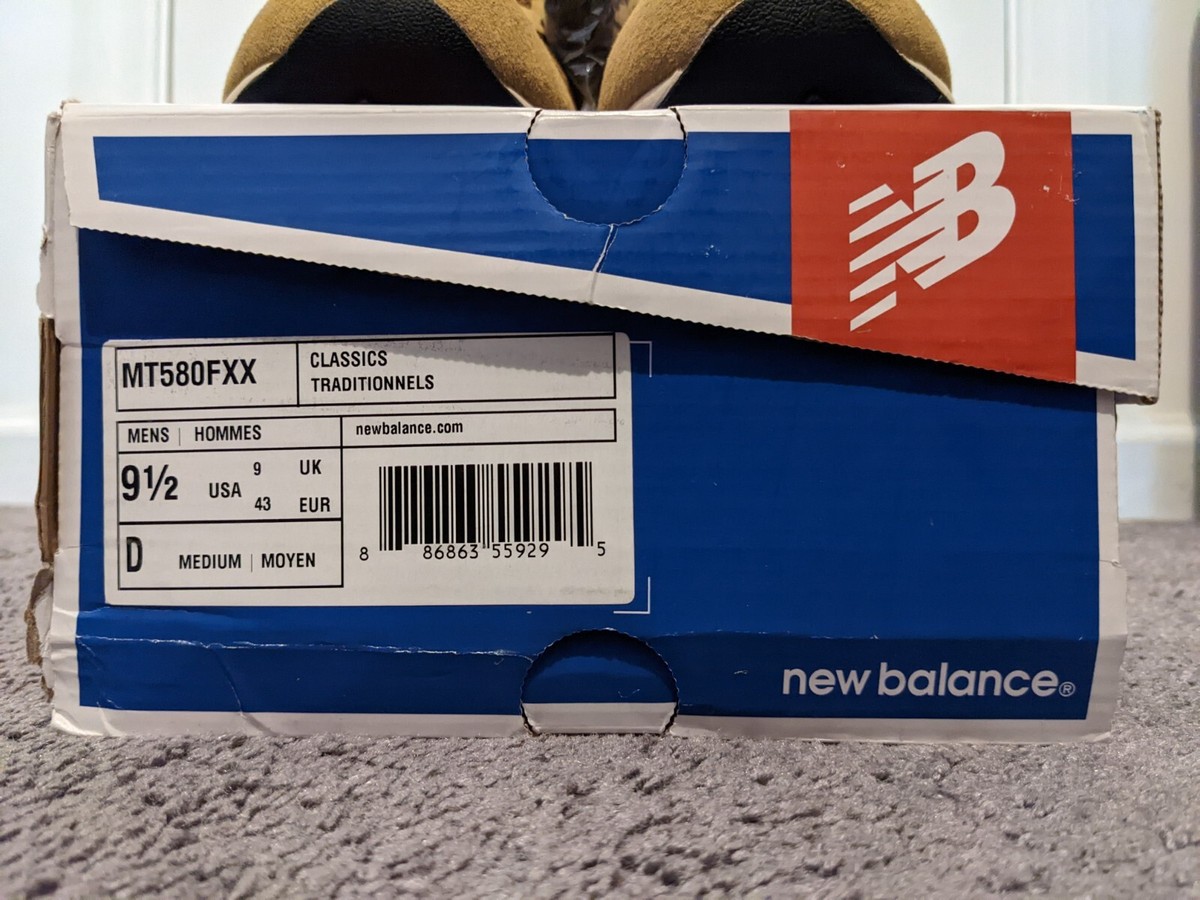 NB
MT580FXX
CLASSICS
TRADITIONNELS
MENS | HOMMES
newbalance.com
9½ USA 9 UK
43 EUR
D MEDIUM | MOYEN
8 86863 55929 5
new balance®